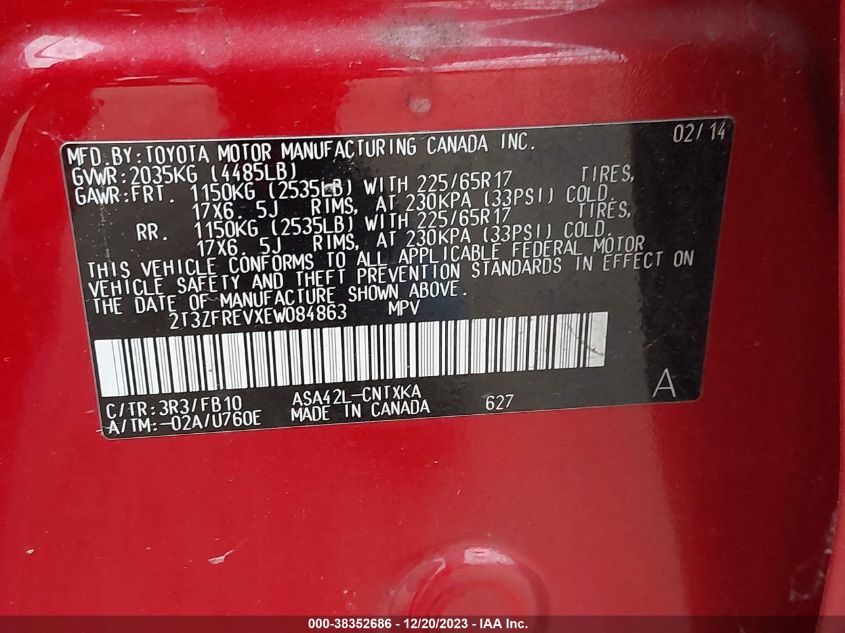 02/14
MFD.BY:TOYOTA MOTOR MANUFACTURING CANADA INC.
GVWR:2035KG (4485LB)
GAWR:FRT. 1150KG (2535LB) WITH 225/65R17 TIRES,
17X6. 5J RIMS, AT 230KPA (33PSI) COLD.
RR. 1150KG (2535LB) WITH 225/65R17 TIRES,
17X6. 5J RIMS, AT 230KPA (33PSI) COLD.
THIS VEHICLE CONFORMS TO ALL APPLICABLE FEDERAL MOTOR
VEHICLE SAFETY AND THEFT PREVENTION STANDARDS IN EFFECT ON
THE DATE OF MANUFACTURE SHOWN ABOVE.
2T3ZFREVXEW084863 MPV
C/TR:3R3/FB10 ASA42L-CNTXKA A
A/TM:-02A/U760E MADE IN CANADA 627
000-38352686 - 12/20/2023 - IAA Inc.